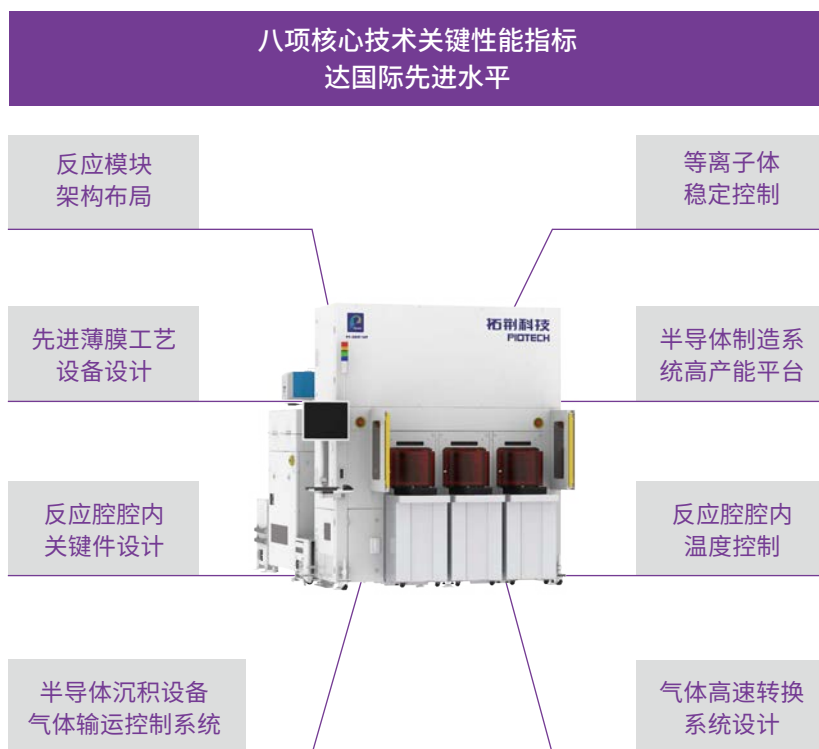 八项核心技术关键性能指标
达国际先进水平
反应模块
架构布局
等离子体
稳定控制
拓荆科技
PIOTECH
先进薄膜工艺
设备设计
半导体制造系
统高产能平台
反应腔腔内
关键件设计
反应腔腔内
温度控制
半导体沉积设备
气体输运控制系统
气体高速转换
系统设计